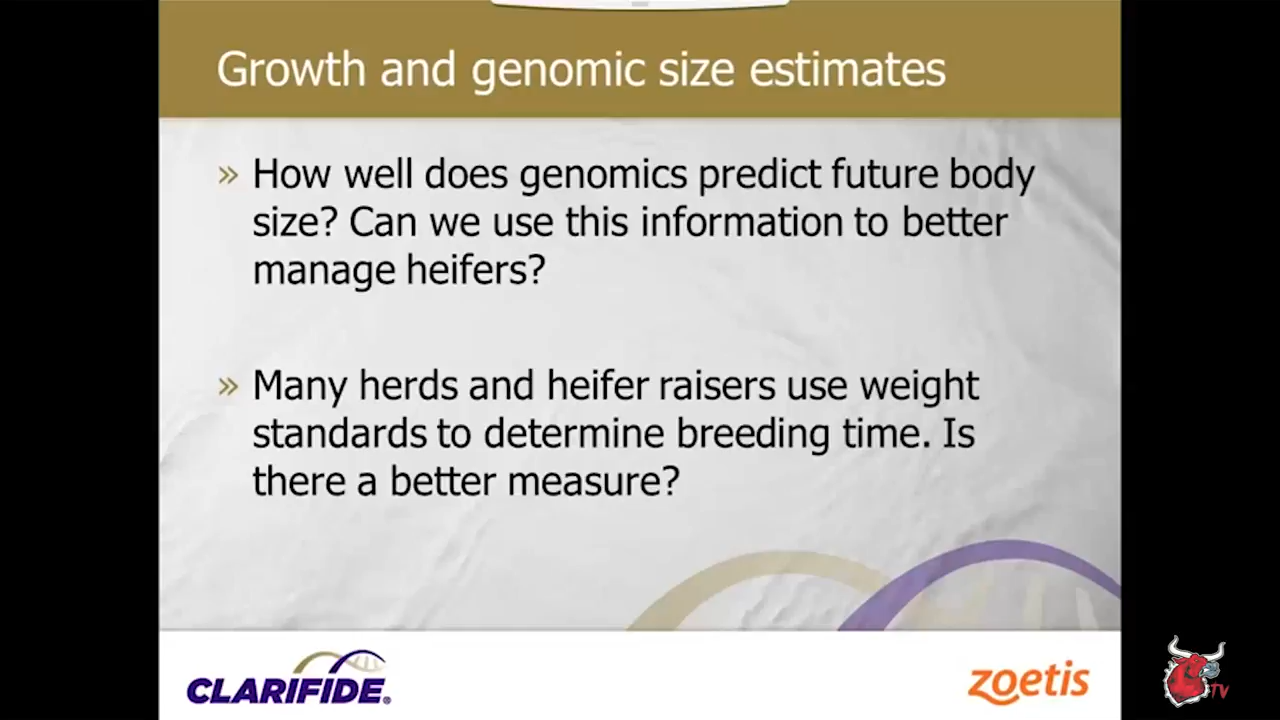 Growth and genomic size estimates
» How well does genomics predict future body
size? Can we use this information to better
manage heifers?
» Many herds and heifer raisers use weight
standards to determine breeding time. Is
there a better measure?
CLARIFIDE®
zoetis
TV